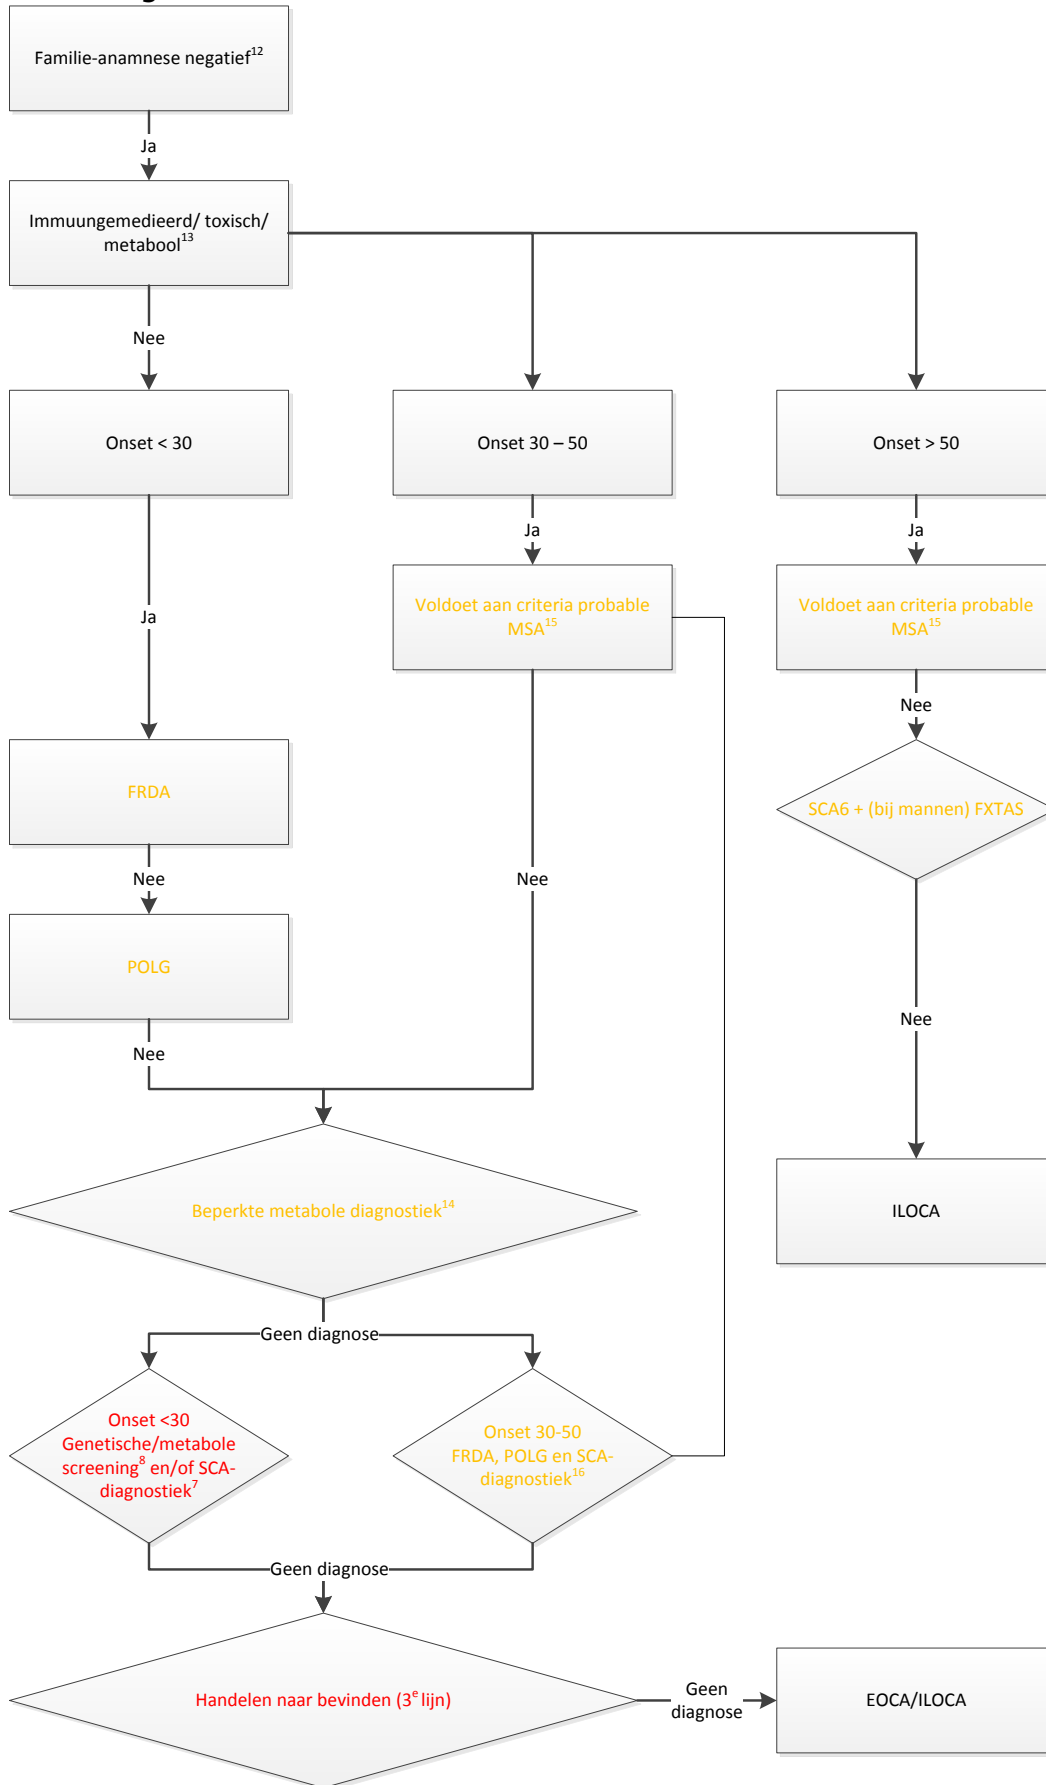 Familie-anamnese negatief12
Ja
Immuungemedieerd/ toxisch/
metabool13
Nee
Onset < 30
Onset 30 – 50
Onset > 50
Ja
Ja
Ja
Voldoet aan criteria probable
MSA15
Voldoet aan criteria probable
MSA15
Nee
FRDA
SCA6 + (bij mannen) FXTAS
Nee
Nee
POLG
Nee
Nee
Beperkte metabole diagnostiek14
ILOCA
Geen diagnose
Onset <30
Genetische/metabole
screening8 en/of SCA-
diagnostiek7
Onset 30-50
FRDA, POLG en SCA-
diagnostiek16
Geen diagnose
Handelen naar bevinden (3e lijn)
Geen
diagnose
EOCA/ILOCA